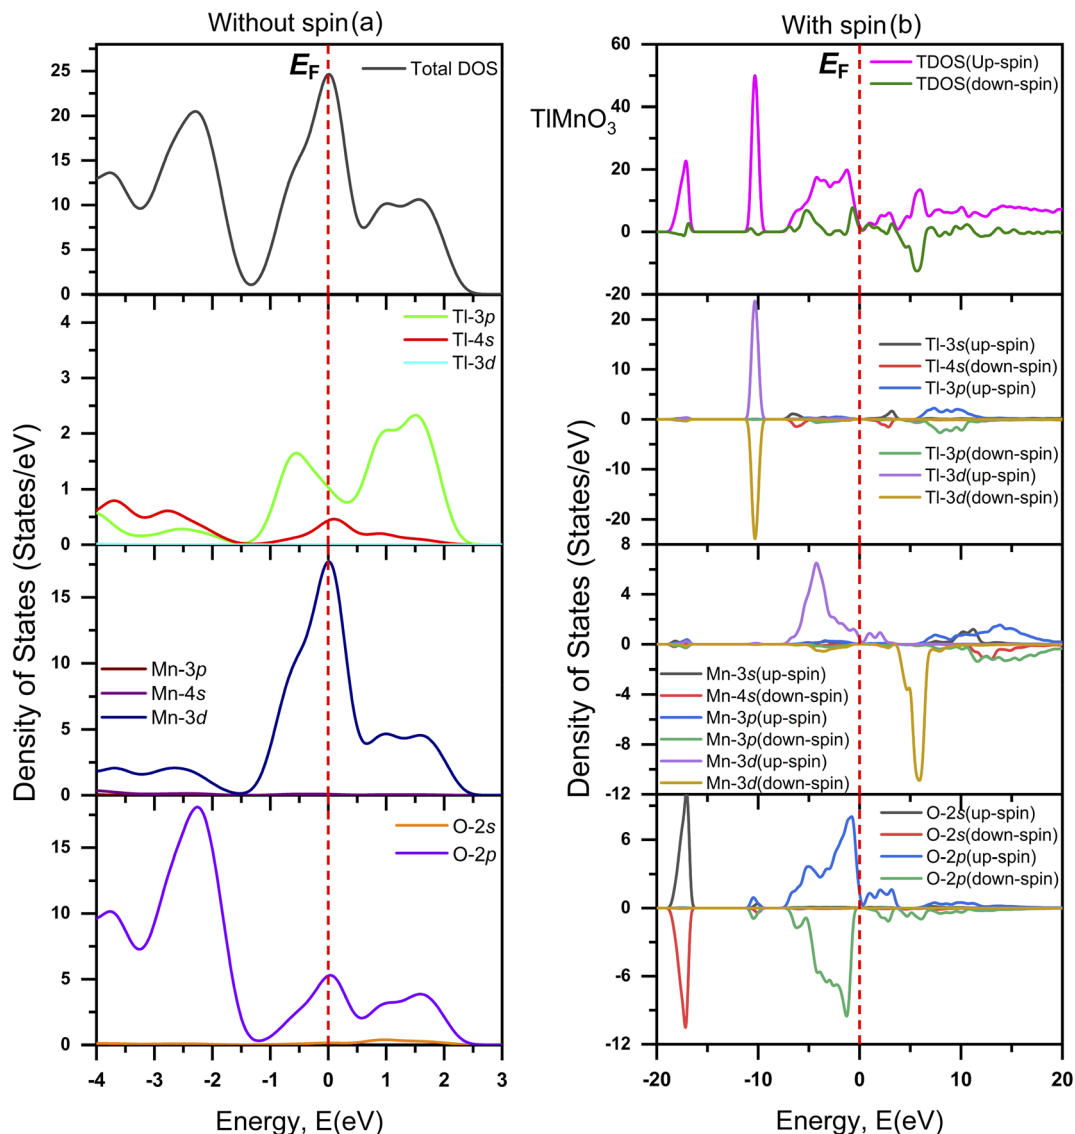 Without spin(a)
E_F
Total DOS
25
20
15
10
5
0
Tl-3p
Tl-4s
Tl-3d
4
3
2
1
0
Mn-3p
Mn-4s
Mn-3d
15
10
5
0
O-2s
O-2p
15
10
5
0
-4
-3
-2
-1
0
1
2
3
Energy, E(eV)
Density of States (States/eV)
With spin(b)
E_F
TlMnO₃
TDOS(Up-spin)
TDOS(down-spin)
60
40
20
0
-20
Tl-3s(up-spin)
Tl-4s(down-spin)
Tl-3p(up-spin)
Tl-3p(down-spin)
Tl-3d(up-spin)
Tl-3d(down-spin)
20
10
0
-10
-20
8
4
0
-4
-8
-12
Mn-3s(up-spin)
Mn-4s(down-spin)
Mn-3p(up-spin)
Mn-3p(down-spin)
Mn-3d(up-spin)
Mn-3d(down-spin)
O-2s(up-spin)
O-2s(down-spin)
O-2p(up-spin)
O-2p(down-spin)
6
0
-6
-12
-20
-10
0
10
20
Energy, E(eV)
Density of States (States/eV)